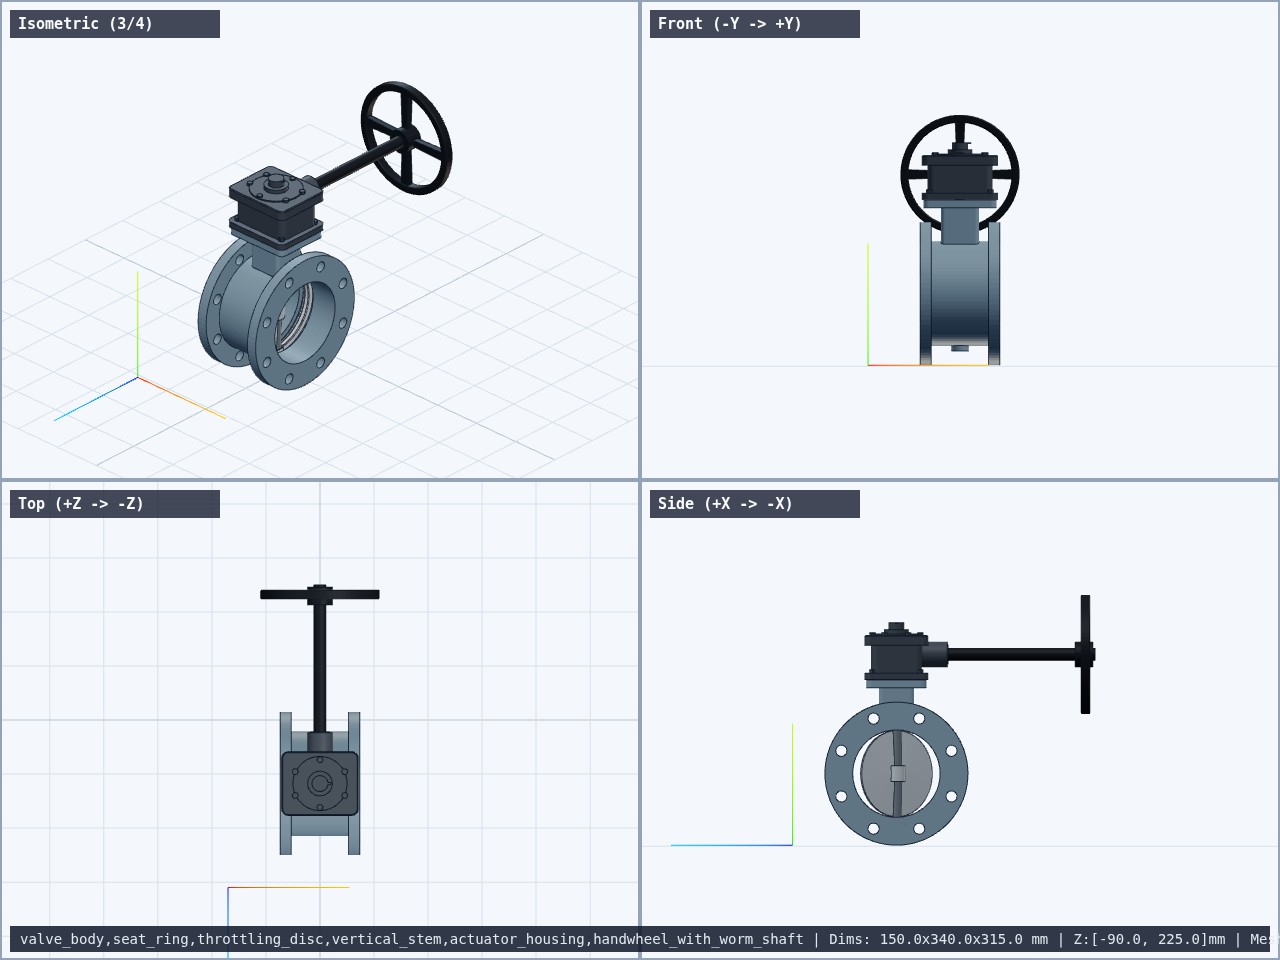 Isometric (3/4)
Front (-Y -> +Y)
Top (+Z -> -Z)
Side (+X -> -X)
valve_body,seat_ring,throttling_disc,vertical_stem,actuator_housing,handwheel_with_worm_shaft | Dims: 150.0x340.0x315.0 mm | Z:[-90.0, 225.0]mm |